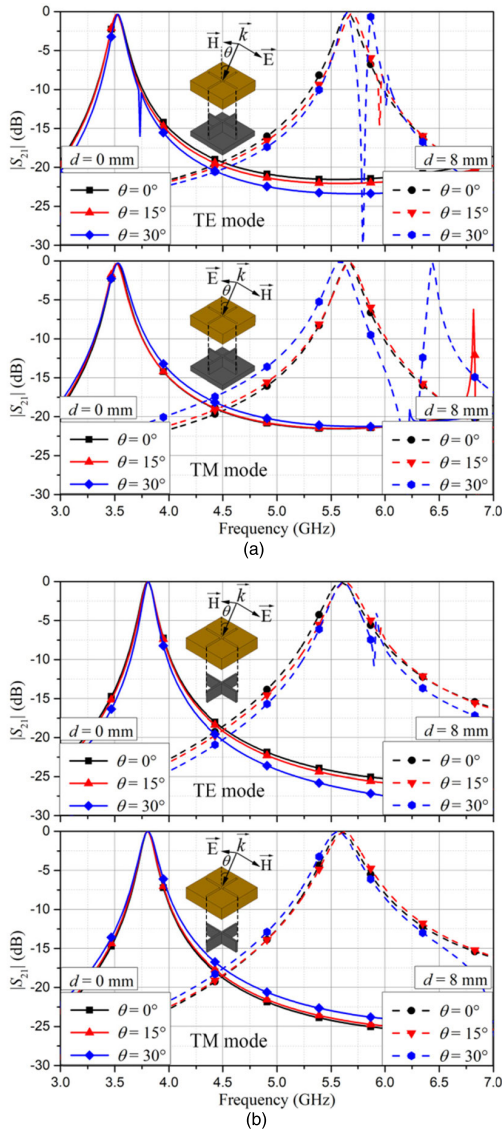 0
-5
-10
-15
-20
-25
-30
|S21| (dB)
H
k
θ
E
d = 0 mm
d = 8 mm
θ = 0°
θ = 15°
θ = 30°
TE mode
θ = 0°
θ = 15°
θ = 30°
0
-5
-10
-15
-20
-25
-30
|S21| (dB)
E
k
θ
H
d = 0 mm
d = 8 mm
θ = 0°
θ = 15°
θ = 30°
TM mode
θ = 0°
θ = 15°
θ = 30°
3.0 3.5 4.0 4.5 5.0 5.5 6.0 6.5 7.0
Frequency (GHz)
(a)
0
-5
-10
-15
-20
-25
-30
|S21| (dB)
H
k
θ
E
d = 0 mm
d = 8 mm
θ = 0°
θ = 15°
θ = 30°
TE mode
θ = 0°
θ = 15°
θ = 30°
0
-5
-10
-15
-20
-25
-30
|S21| (dB)
E
k
θ
H
d = 0 mm
d = 8 mm
θ = 0°
θ = 15°
θ = 30°
TM mode
θ = 0°
θ = 15°
θ = 30°
3.0 3.5 4.0 4.5 5.0 5.5 6.0 6.5 7.0
Frequency (GHz)
(b)